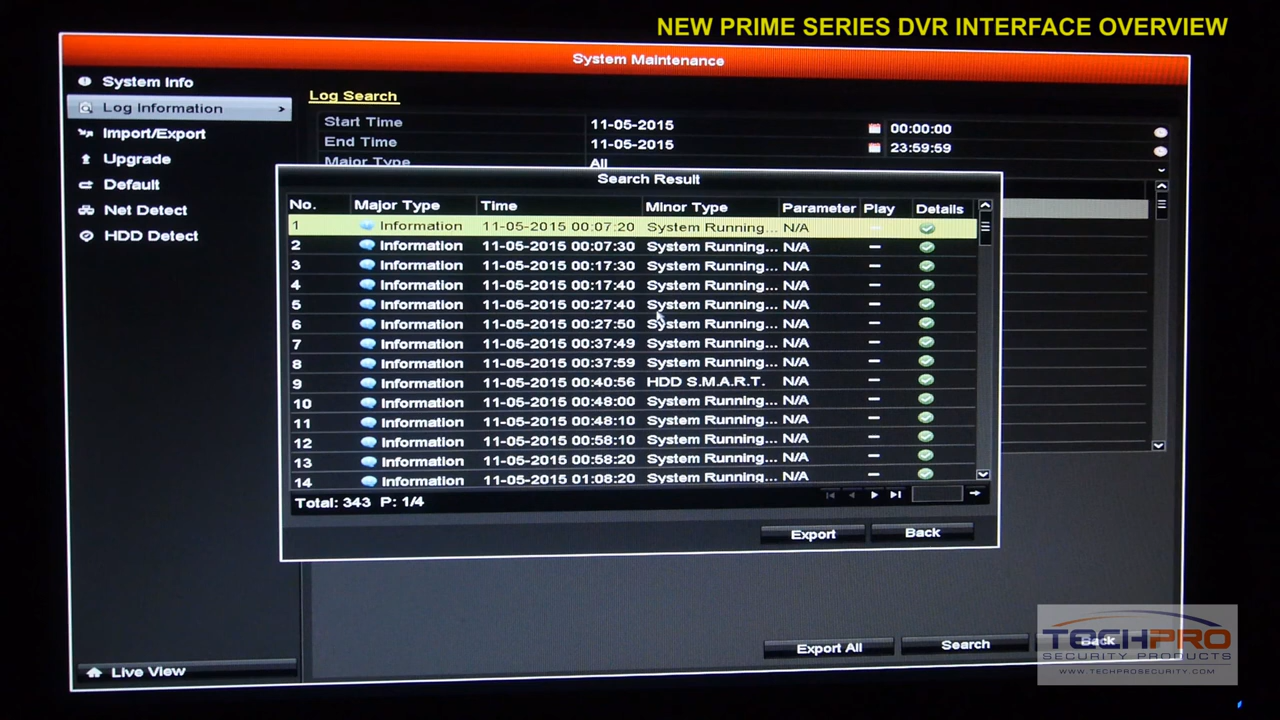 NEW PRIME SERIES DVR INTERFACE OVERVIEW
System Maintenance
System Info
Log Information >
Import/Export
Upgrade
Default
Net Detect
HDD Detect
Live View
Log Search
Start Time 11-05-2015 00:00:00
End Time 11-05-2015 23:59:59
Major Type All
Search Result
No. Major Type Time Minor Type Parameter Play Details
1 Information 11-05-2015 00:07:20 System Running... N/A —
2 Information 11-05-2015 00:07:30 System Running... N/A —
3 Information 11-05-2015 00:17:30 System Running... N/A —
4 Information 11-05-2015 00:17:40 System Running... N/A —
5 Information 11-05-2015 00:27:40 System Running... N/A —
6 Information 11-05-2015 00:27:50 System Running... N/A —
7 Information 11-05-2015 00:37:49 System Running... N/A —
8 Information 11-05-2015 00:37:59 System Running... N/A —
9 Information 11-05-2015 00:40:56 HDD S.M.A.R.T. N/A —
10 Information 11-05-2015 00:48:00 System Running... N/A —
11 Information 11-05-2015 00:48:10 System Running... N/A —
12 Information 11-05-2015 00:58:10 System Running... N/A —
13 Information 11-05-2015 00:58:20 System Running... N/A —
14 Information 11-05-2015 01:08:20 System Running... N/A —
Total: 343 P: 1/4
Export Back
Export All Search Back
TECHPRO
SECURITY PRODUCTS
WWW.TECHPROSECURITY.COM